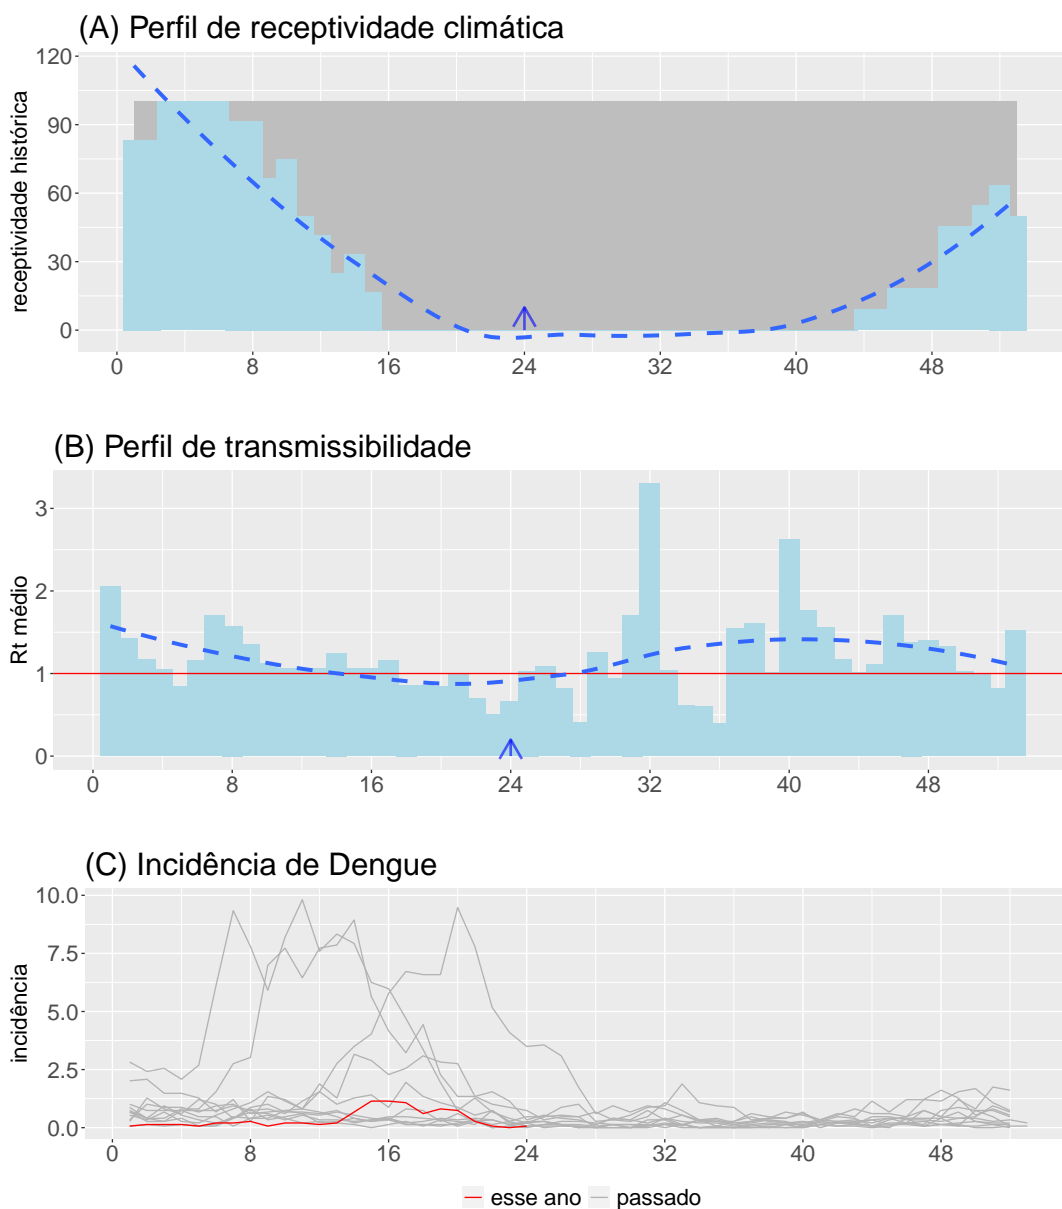 (A) Perfil de receptividade climática
receptividade histórica
120
90
60
30
0
0 8 16 24 32 40 48
(B) Perfil de transmissibilidade
Rt médio
3
2
1
0
0 8 16 24 32 40 48
(C) Incidência de Dengue
incidência
10.0
7.5
5.0
2.5
0.0
0 8 16 24 32 40 48
esse ano passado